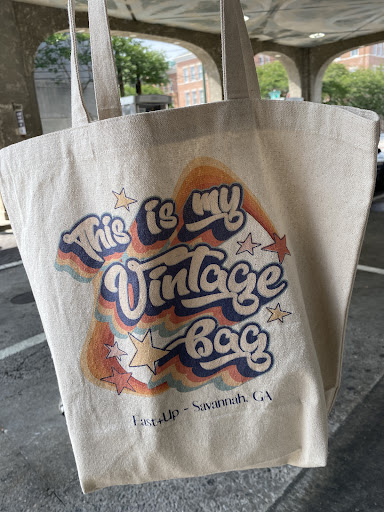 This is my
Vintage
Bag
East+Up - Savannah, GA